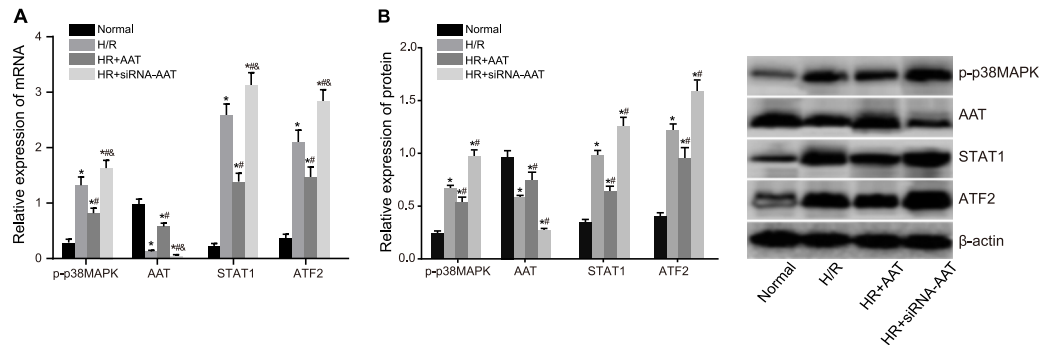 A
Normal
H/R
HR+AAT
HR+siRNA-AAT
Relative expression of mRNA
4
3
2
1
0
*
*#
*#&
*
*#
*#&
*
*#
*#&
*
*#
*#&
p-p38MAPK
AAT
STAT1
ATF2
B
Normal
H/R
HR+AAT
HR+siRNA-AAT
Relative expression of protein
2.0
1.5
1.0
0.5
0.0
*
*#
*#
*
*#
*#
*
*#
*#
*
*#
*#
p-p38MAPK
AAT
STAT1
ATF2
p-p38MAPK
AAT
STAT1
ATF2
β-actin
Normal
H/R
HR+AAT
HR+siRNA-AAT